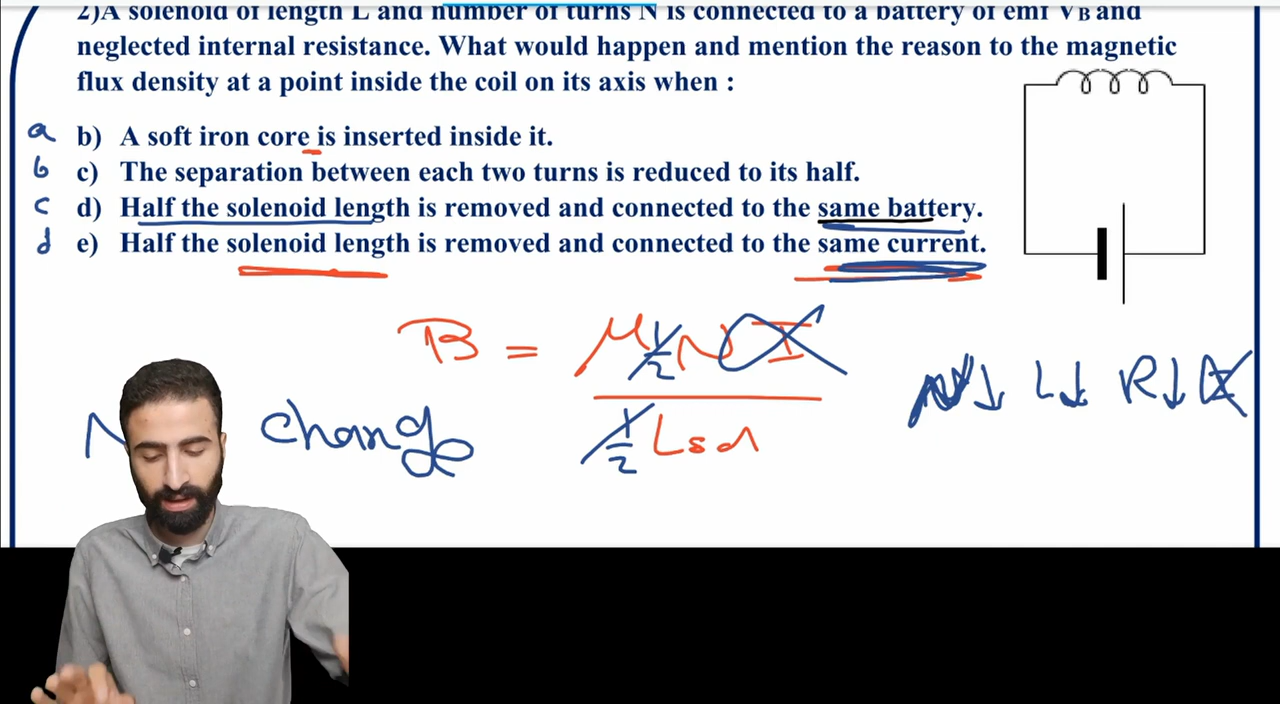 2)A solenoid of length L and number of turns N is connected to a battery of emf VB and
neglected internal resistance. What would happen and mention the reason to the magnetic
flux density at a point inside the coil on its axis when :
a b) A soft iron core is inserted inside it.
b c) The separation between each two turns is reduced to its half.
c d) Half the solenoid length is removed and connected to the same battery.
d e) Half the solenoid length is removed and connected to the same current.
B = μ 1/2 N I
1/2 L sol
N↓ L↓ R↓ I
change